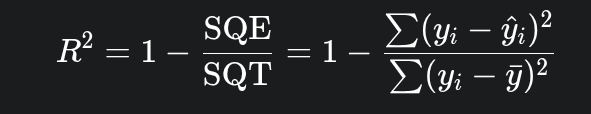 R² = 1 − SQE/SQT = 1 − ∑(yᵢ − ŷᵢ)²/∑(yᵢ − ȳ)²